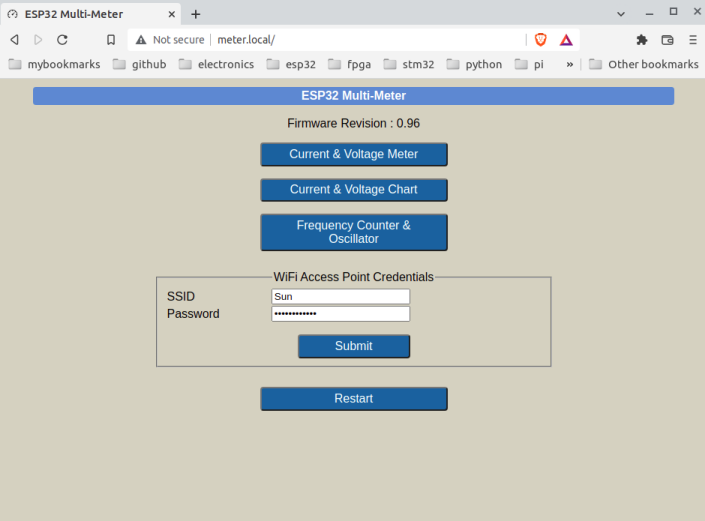 ESP32 Multi-Meter
Not secure meter.local/
mybookmarks github electronics esp32 fpga stm32 python pi » Other bookmarks
ESP32 Multi-Meter
Firmware Revision : 0.96
Current & Voltage Meter
Current & Voltage Chart
Frequency Counter &
Oscillator
WiFi Access Point Credentials
SSID Sun
Password ••••••••••••
Submit
Restart